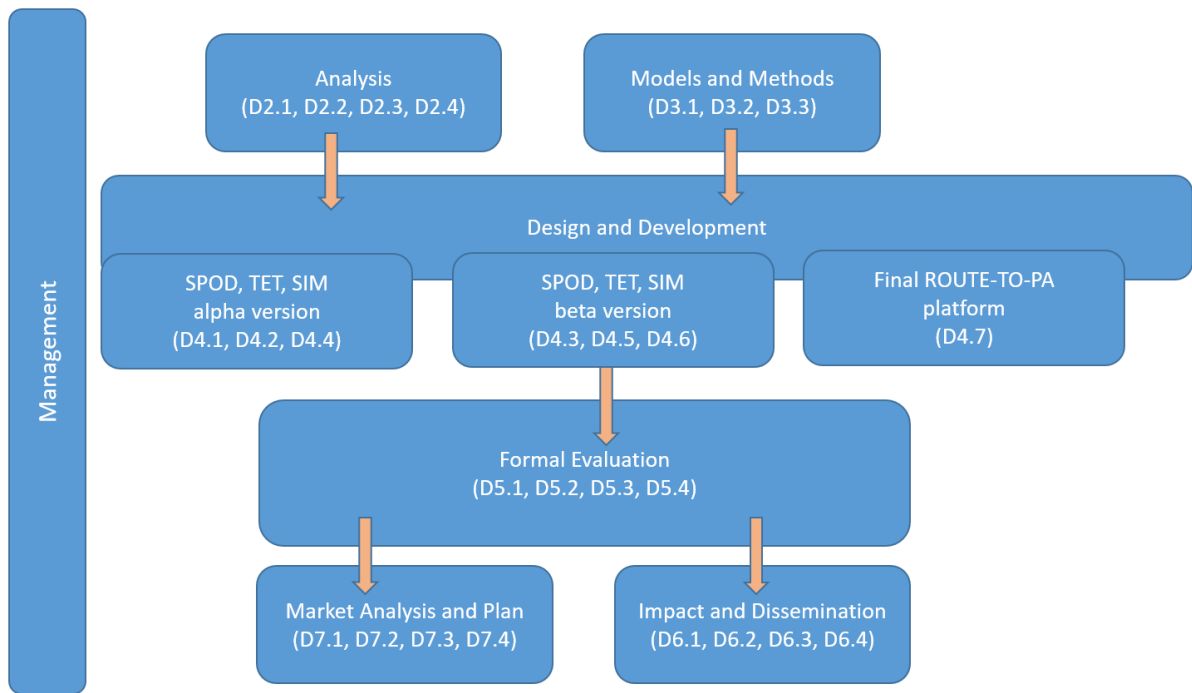 Management
Analysis
(D2.1, D2.2, D2.3, D2.4)
Models and Methods
(D3.1, D3.2, D3.3)
Design and Development
SPOD, TET, SIM
alpha version
(D4.1, D4.2, D4.4)
SPOD, TET, SIM
beta version
(D4.3, D4.5, D4.6)
Final ROUTE-TO-PA
platform
(D4.7)
Formal Evaluation
(D5.1, D5.2, D5.3, D5.4)
Market Analysis and Plan
(D7.1, D7.2, D7.3, D7.4)
Impact and Dissemination
(D6.1, D6.2, D6.3, D6.4)